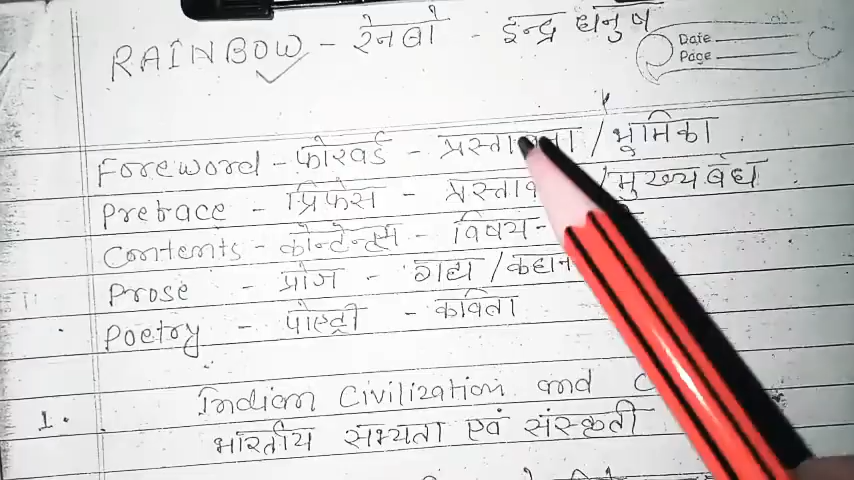 RAINBOW - रेनबो - इन्द्र धनुष
Date
Page
Foreword - फोरवर्ड - / भूमिका
Preface - प्रिफेस - / मुख्यबंध
Contents - कोन्टेन्ट्स - विषय-
Prose - प्रोज - गद्य /
Poetry - पोएट्री - कविता
1. Indian Civilization and
भारतीय सभ्यता एवं संस्कृती